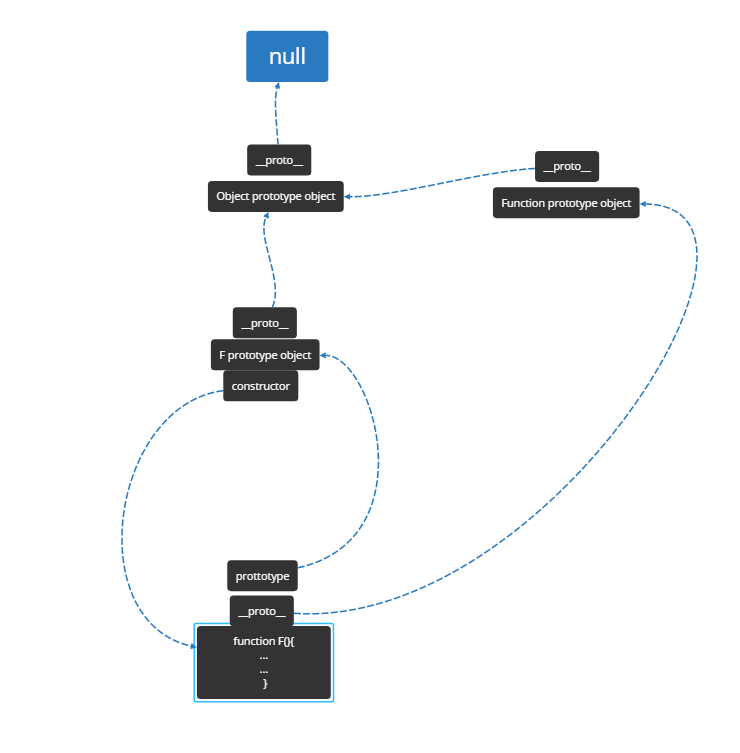 null
__proto__
__proto__
Object prototype object
Function prototype object
__proto__
F prototype object
constructor
prottotype
__proto__
function F(){
...
...
}